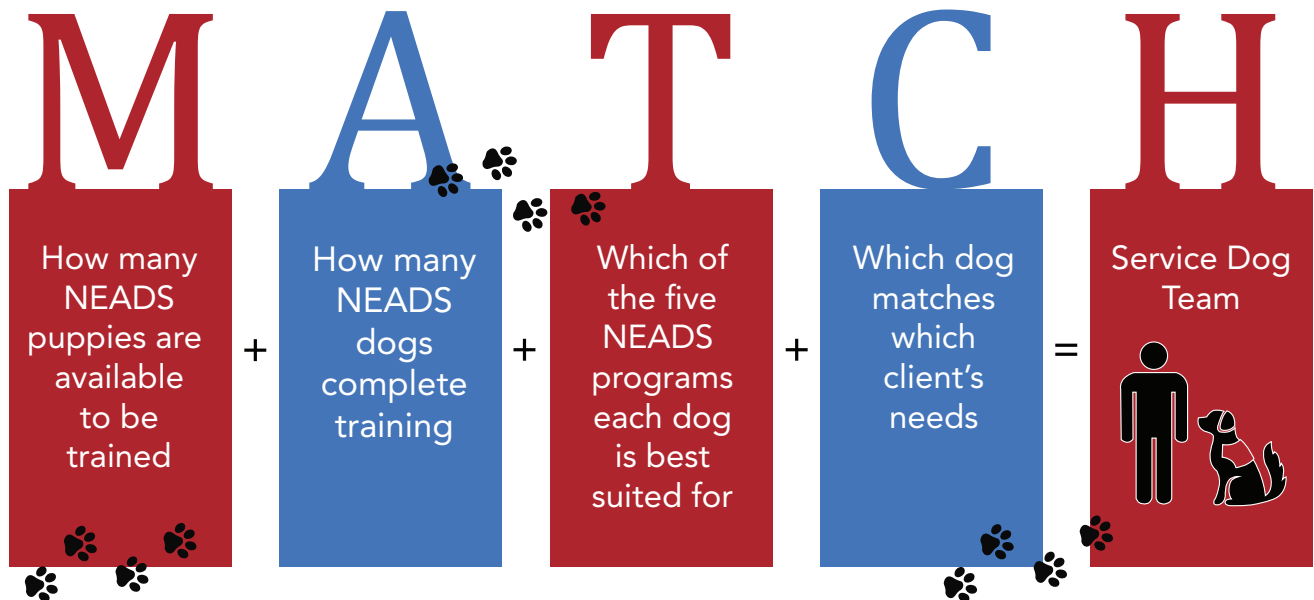 M A T C H
How many
NEADS
puppies are
available
to be
trained
+
How many
NEADS
dogs
complete
training
+
Which of
the five
NEADS
programs
each dog
is best
suited for
+
Which dog
matches
which
client’s
needs
=
Service Dog
Team